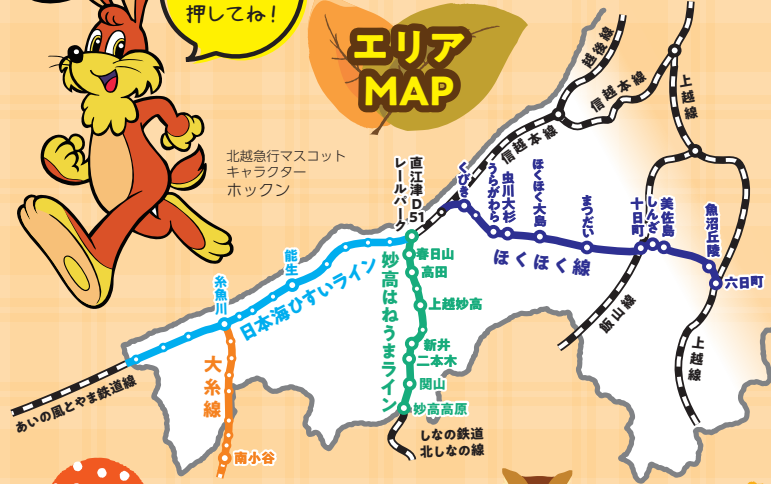 押してね！
エリア
MAP
北越急行マスコット
キャラクター
ホックン
越後線
信越本線
上越線
信越本線
直江津D51
レールパーク
くびき
うらがわら
虫川大杉
ほくほく大島
まつだい
十日町
しんざ
美佐島
魚沼丘陵
六日町
ほくほく線
飯山線
上越線
春日山
高田
上越妙高
新井
二本木
関山
妙高高原
妙高はねうまライン
しなの鉄道
北しなの線
能生
糸魚川
日本海ひすいライン
大糸線
南小谷
あいの風とやま鉄道線